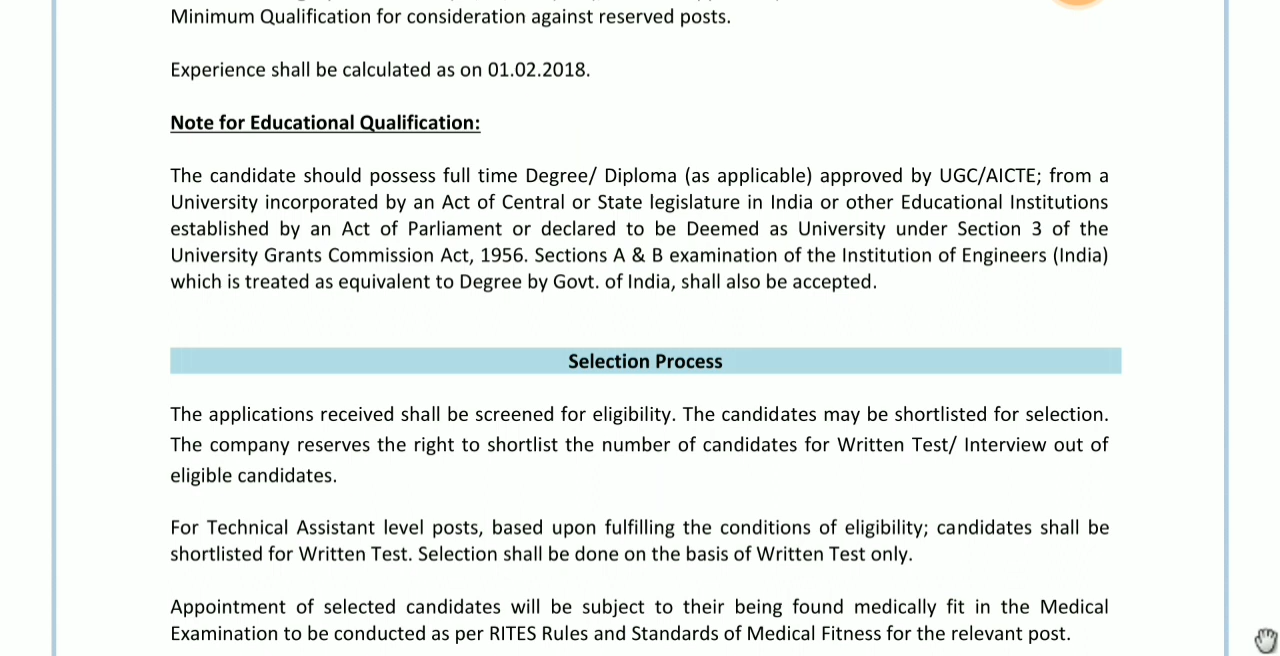 Minimum Qualification for consideration against reserved posts.
Experience shall be calculated as on 01.02.2018.
Note for Educational Qualification:
The candidate should possess full time Degree/ Diploma (as applicable) approved by UGC/AICTE; from a
University incorporated by an Act of Central or State legislature in India or other Educational Institutions
established by an Act of Parliament or declared to be Deemed as University under Section 3 of the
University Grants Commission Act, 1956. Sections A & B examination of the Institution of Engineers (India)
which is treated as equivalent to Degree by Govt. of India, shall also be accepted.
Selection Process
The applications received shall be screened for eligibility. The candidates may be shortlisted for selection.
The company reserves the right to shortlist the number of candidates for Written Test/ Interview out of
eligible candidates.
For Technical Assistant level posts, based upon fulfilling the conditions of eligibility; candidates shall be
shortlisted for Written Test. Selection shall be done on the basis of Written Test only.
Appointment of selected candidates will be subject to their being found medically fit in the Medical
Examination to be conducted as per RITES Rules and Standards of Medical Fitness for the relevant post.